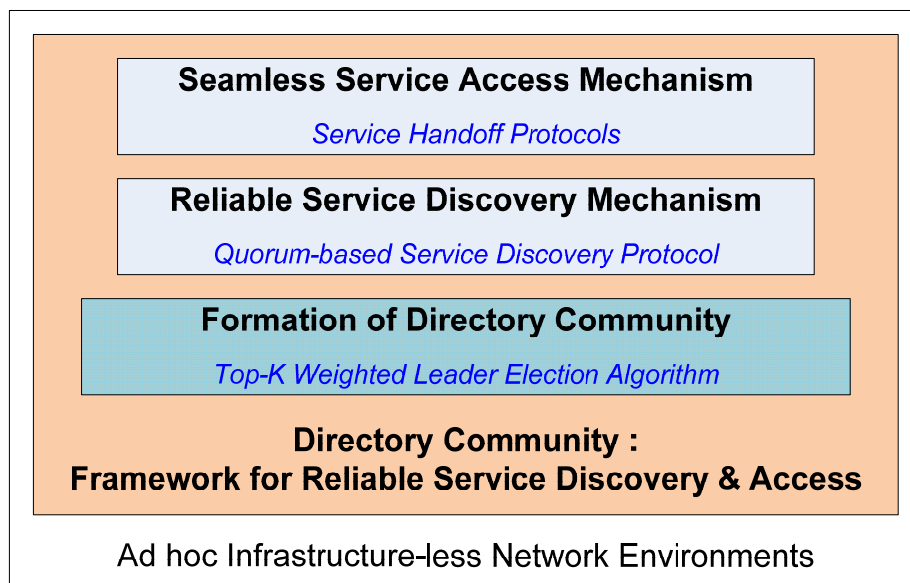 Seamless Service Access Mechanism
Service Handoff Protocols
Reliable Service Discovery Mechanism
Quorum-based Service Discovery Protocol
Formation of Directory Community
Top-K Weighted Leader Election Algorithm
Directory Community :
Framework for Reliable Service Discovery & Access
Ad hoc Infrastructure-less Network Environments